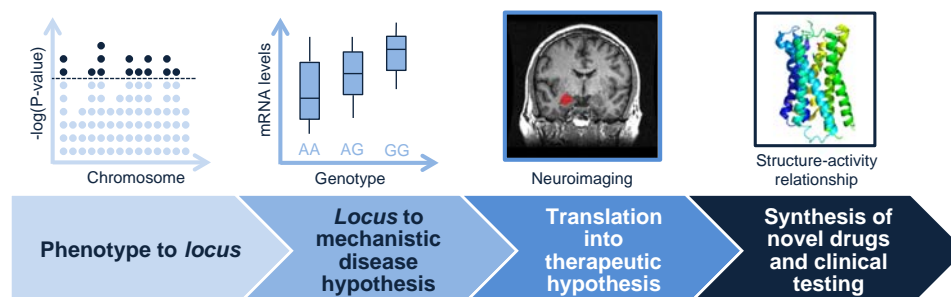 -log(P-value)
Chromosome
mRNA levels
AA AG GG
Genotype
Neuroimaging
Structure-activity
relationship
Phenotype to locus
Locus to
mechanistic
disease
hypothesis
Translation
into
therapeutic
hypothesis
Synthesis of
novel drugs
and clinical
testing